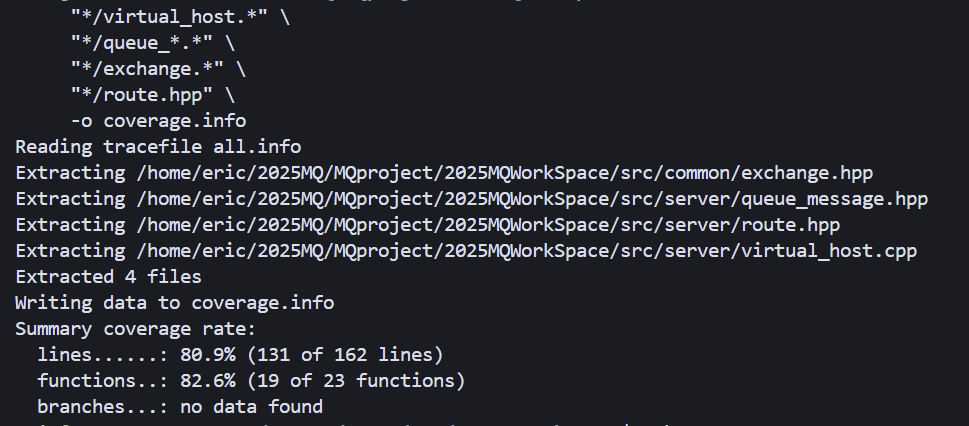 "*/virtual_host.*" \
"*/queue_*.*" \
"*/exchange.*" \
"*/route.hpp" \
-o coverage.info
Reading tracefile all.info
Extracting /home/eric/2025MQ/MQproject/2025MQWorkSpace/src/common/exchange.hpp
Extracting /home/eric/2025MQ/MQproject/2025MQWorkSpace/src/server/queue_message.hpp
Extracting /home/eric/2025MQ/MQproject/2025MQWorkSpace/src/server/route.hpp
Extracting /home/eric/2025MQ/MQproject/2025MQWorkSpace/src/server/virtual_host.cpp
Extracted 4 files
Writing data to coverage.info
Summary coverage rate:
lines......: 80.9% (131 of 162 lines)
functions..: 82.6% (19 of 23 functions)
branches...: no data found